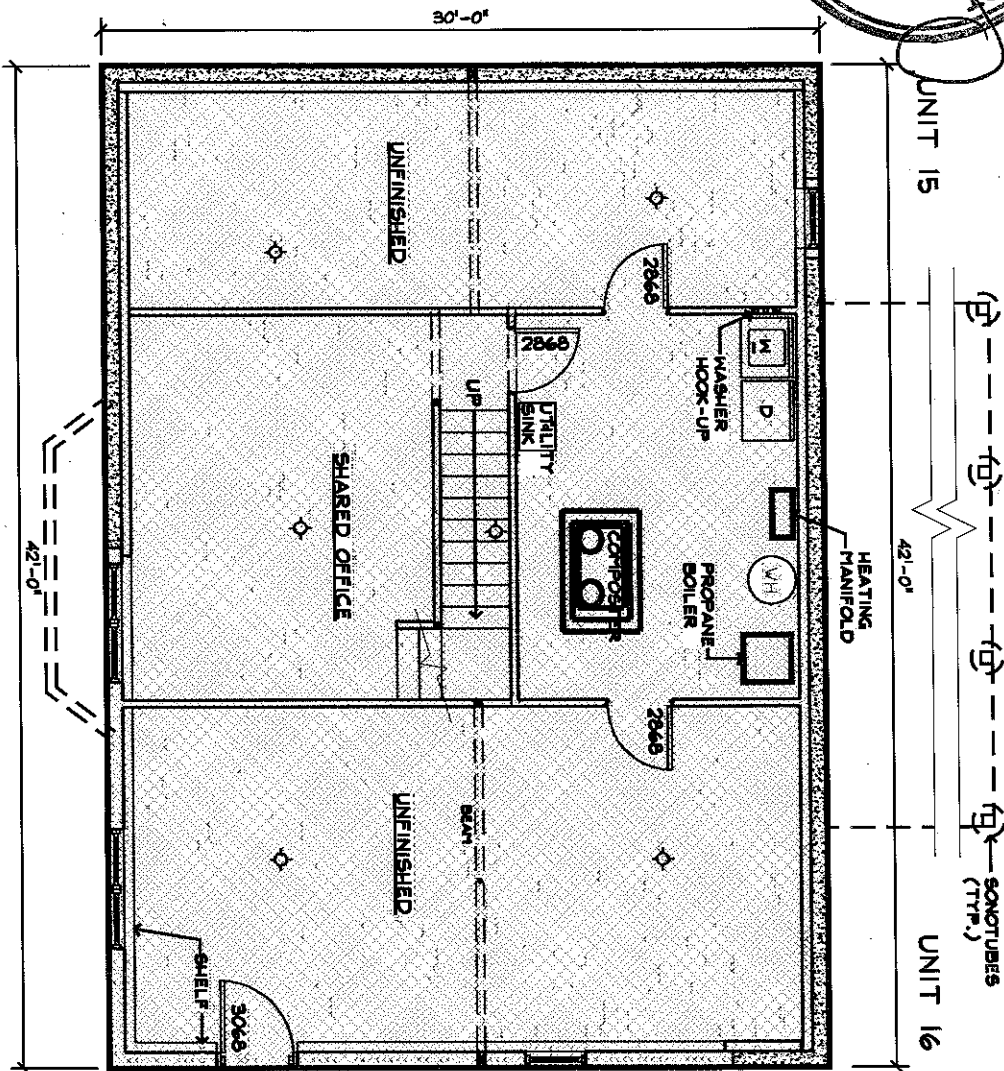 30'-0"
UNIT 15
42'-0"
UNIT 16
SONOTUBES
(TYP.)
HEATING
MANIFOLD
WASHER
HOOK-UP
W
D
WH
PROPANE
BOILER
2868
COMPOSTER
2868
2868
UTILITY
SINK
UP
UNFINISHED
SHARED OFFICE
BEAM
UNFINISHED
SHELF
3068
42'-0"